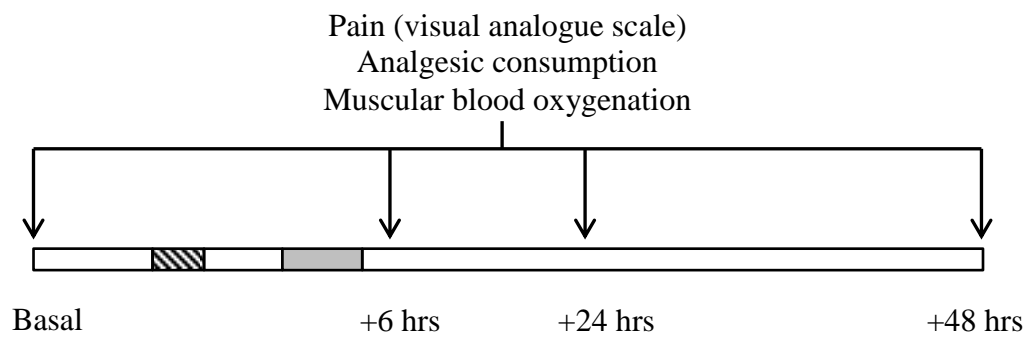 Pain (visual analogue scale)
Analgesic consumption
Muscular blood oxygenation
Basal +6 hrs +24 hrs +48 hrs